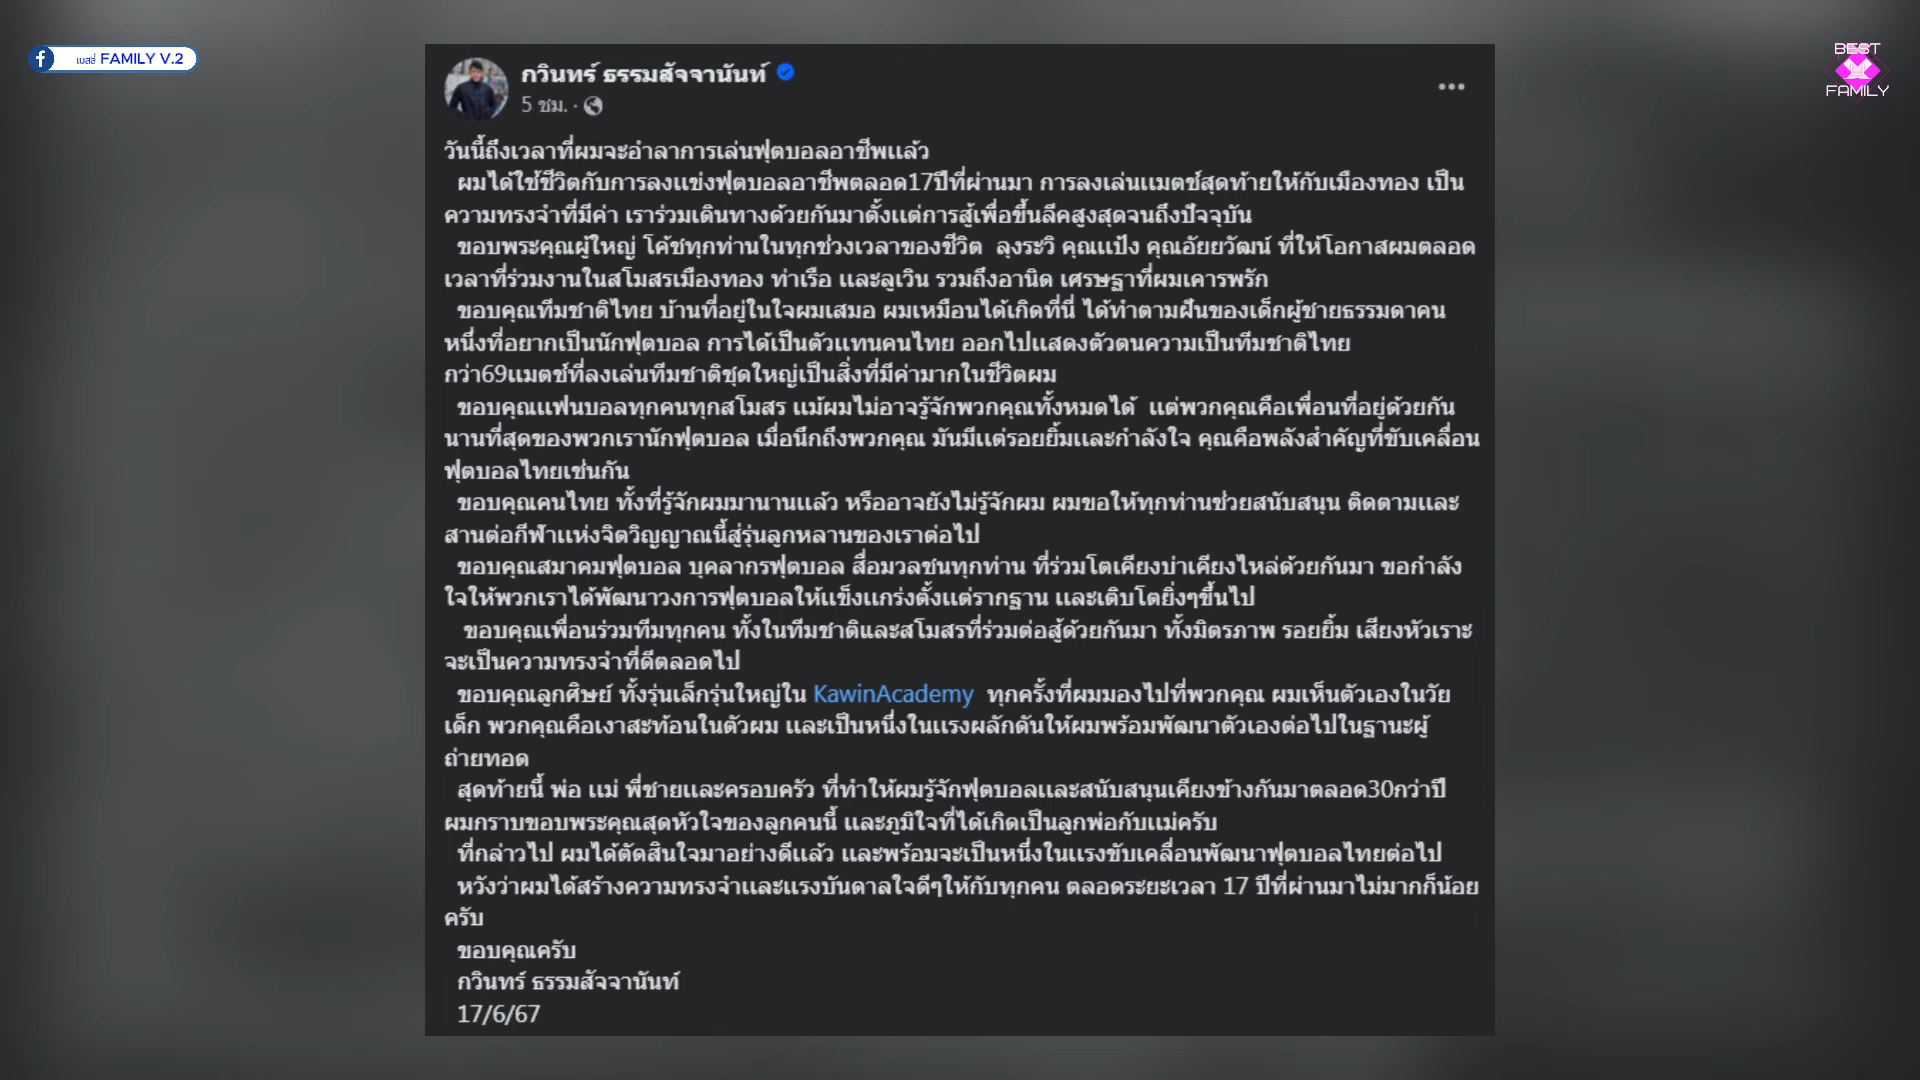 เบสซี่ FAMILY V.2
BEST
FAMILY
กวินทร์ ธรรมสัจจานันท์
5 ชม. ·
วันนี้ถึงเวลาที่ผมจะอำลาการเล่นฟุตบอลอาชีพแล้ว
ผมได้ใช้ชีวิตกับการลงแข่งฟุตบอลอาชีพตลอด17ปีที่ผ่านมา การลงเล่นแมตช์สุดท้ายให้กับเมืองทอง เป็น
ความทรงจำที่มีค่า เราร่วมเดินทางด้วยกันมาตั้งแต่การสู้เพื่อขึ้นลีคสูงสุดจนถึงปัจจุบัน
ขอบพระคุณผู้ใหญ่ โค้ชทุกท่านในทุกช่วงเวลาของชีวิต ลุงระวิ คุณแป้ง คุณอัยยวัฒน์ ที่ให้โอกาสผมตลอด
เวลาที่ร่วมงานในสโมสรเมืองทอง ท่าเรือ และลูเวิน รวมถึงอานิด เศรษฐาที่ผมเคารพรัก
ขอบคุณทีมชาติไทย บ้านที่อยู่ในใจผมเสมอ ผมเหมือนได้เกิดที่นี่ ได้ทำตามฝันของเด็กผู้ชายธรรมดาคน
หนึ่งที่อยากเป็นนักฟุตบอล การได้เป็นตัวแทนคนไทย ออกไปแสดงตัวตนความเป็นทีมชาติไทย
กว่า69แมตช์ที่ลงเล่นทีมชาติชุดใหญ่เป็นสิ่งที่มีค่ามากในชีวิตผม
ขอบคุณแฟนบอลทุกคนทุกสโมสร แม้ผมไม่อาจรู้จักพวกคุณทั้งหมดได้ แต่พวกคุณคือเพื่อนที่อยู่ด้วยกัน
นานที่สุดของพวกเรานักฟุตบอล เมื่อนึกถึงพวกคุณ มันมีแต่รอยยิ้มและกำลังใจ คุณคือพลังสำคัญที่ขับเคลื่อน
ฟุตบอลไทยเช่นกัน
ขอบคุณคนไทย ทั้งที่รู้จักผมมานานแล้ว หรืออาจยังไม่รู้จักผม ผมขอให้ทุกท่านช่วยสนับสนุน ติดตามและ
สานต่อกีฬาแห่งจิตวิญญาณนี้สู่รุ่นลูกหลานของเราต่อไป
ขอบคุณสมาคมฟุตบอล บุคลากรฟุตบอล สื่อมวลชนทุกท่าน ที่ร่วมโตเคียงบ่าเคียงไหล่ด้วยกันมา ขอกำลัง
ใจให้พวกเราได้พัฒนาวงการฟุตบอลให้แข็งแกร่งตั้งแต่รากฐาน และเติบโตยิ่งๆขึ้นไป
ขอบคุณเพื่อนร่วมทีมทุกคน ทั้งในทีมชาติและสโมสรที่ร่วมต่อสู้ด้วยกันมา ทั้งมิตรภาพ รอยยิ้ม เสียงหัวเราะ
จะเป็นความทรงจำที่ดีตลอดไป
ขอบคุณลูกศิษย์ ทั้งรุ่นเล็กรุ่นใหญ่ใน KawinAcademy ทุกครั้งที่ผมมองไปที่พวกคุณ ผมเห็นตัวเองในวัย
เด็ก พวกคุณคือเงาสะท้อนในตัวผม และเป็นหนึ่งในแรงผลักดันให้ผมพร้อมพัฒนาตัวเองต่อไปในฐานะผู้
ถ่ายทอด
สุดท้ายนี้ พ่อ แม่ พี่ชายและครอบครัว ที่ทำให้ผมรู้จักฟุตบอลและสนับสนุนเคียงข้างกันมาตลอด30กว่าปี
ผมกราบขอบพระคุณสุดหัวใจของลูกคนนี้ และภูมิใจที่ได้เกิดเป็นลูกพ่อกับแม่ครับ
ที่กล่าวไป ผมได้ตัดสินใจมาอย่างดีแล้ว และพร้อมจะเป็นหนึ่งในแรงขับเคลื่อนพัฒนาฟุตบอลไทยต่อไป
หวังว่าผมได้สร้างความทรงจำและแรงบันดาลใจดีๆให้กับทุกคน ตลอดระยะเวลา 17 ปีที่ผ่านมาไม่มากก็น้อย
ครับ
ขอบคุณครับ
กวินทร์ ธรรมสัจจานันท์
17/6/67